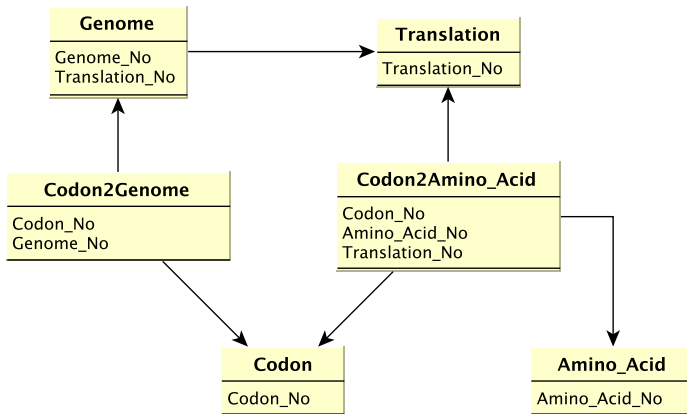 Genome
Genome_No
Translation_No
Translation
Translation_No
Codon2Genome
Codon_No
Genome_No
Codon2Amino_Acid
Codon_No
Amino_Acid_No
Translation_No
Codon
Codon_No
Amino_Acid
Amino_Acid_No